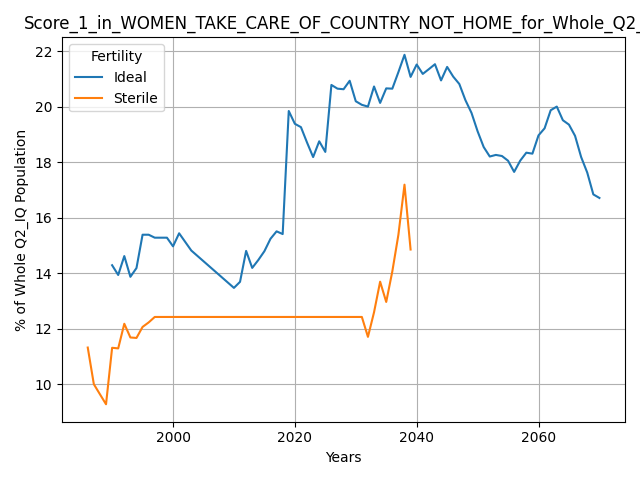 Score_1_in_WOMEN_TAKE_CARE_OF_COUNTRY_NOT_HOME_for_Whole_Q2_
Fertility
Ideal
Sterile
% of Whole Q2_IQ Population
22
20
18
16
14
12
10
2000 2020 2040 2060
Years